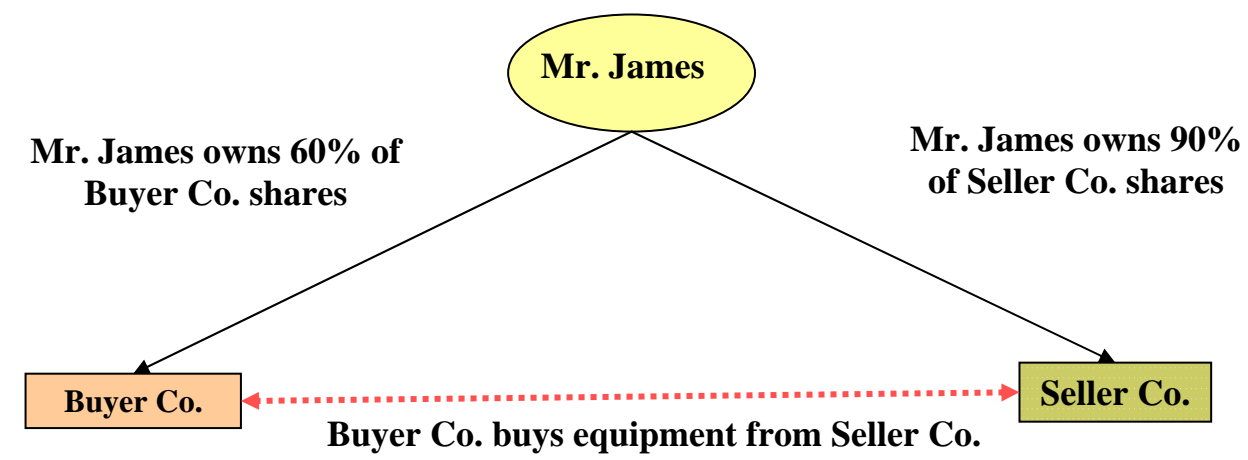 Mr. James
Mr. James owns 60% of
Buyer Co. shares
Mr. James owns 90%
of Seller Co. shares
Buyer Co.
Seller Co.
Buyer Co. buys equipment from Seller Co.